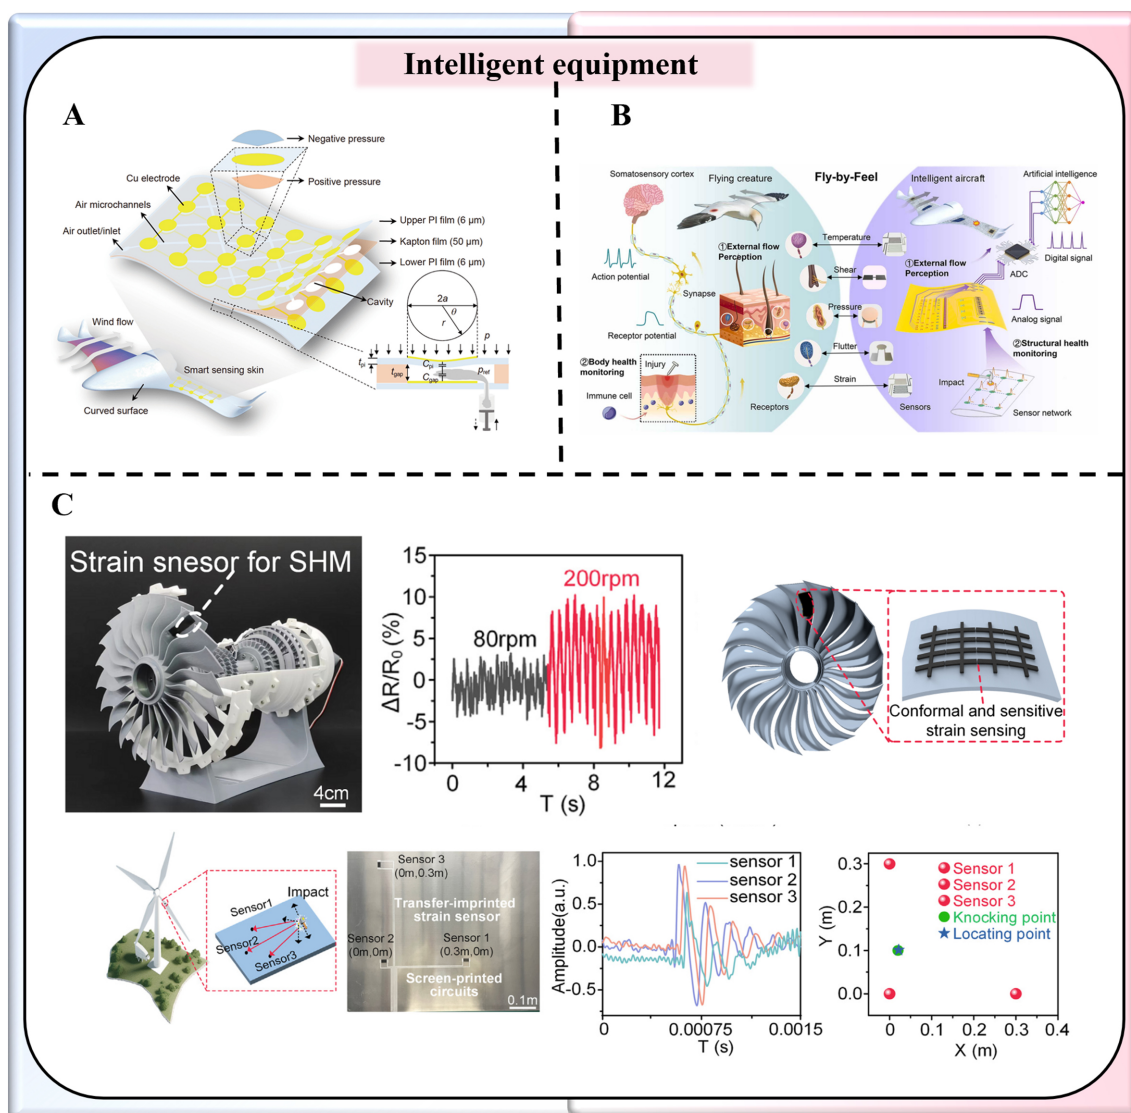 Intelligent equipment
A
Negative pressure
Cu electrode
Positive pressure
Air microchannels
Upper PI film (6 μm)
Air outlet/inlet
Kapton film (50 μm)
Lower PI film (6 μm)
Cavity
2a
θ
r
p
Wind flow
Smart sensing skin
Curved surface
tpi
tgap
Cpi
Cgap
pref
B
Somatosensory cortex
Flying creature
Fly-by-Feel
Intelligent aircraft
Artificial intelligence
Action potential
①External flow
Perception
Temperature
①External flow
Perception
ADC
Digital signal
Synapse
Shear
Receptor potential
Pressure
Analog signal
②Body health
monitoring
Injury
Flutter
②Structural health
monitoring
Immune cell
Strain
Impact
Receptors
Sensors
Sensor network
C
Strain snesor for SHM
4cm
ΔR/R0 (%)
15
10
5
0
-5
-10
80rpm
200rpm
0
4
8
12
T (s)
Conformal and sensitive
strain sensing
Impact
Sensor1
Sensor2
Sensor3
Sensor 3
(0m,0.3m)
Transfer-imprinted
strain sensor
Sensor 2
(0m,0m)
Sensor 1
(0.3m,0m)
Screen-printed
circuits
0.1m
Amplitude(a.u.)
1.0
0.5
0.0
-0.5
sensor 1
sensor 2
sensor 3
0
0.00075
0.0015
T (s)
Y (m)
0.3
0.2
0.1
0.0
Sensor 1
Sensor 2
Sensor 3
Knocking point
Locating point
0
0.1
0.2
0.3
0.4
X (m)